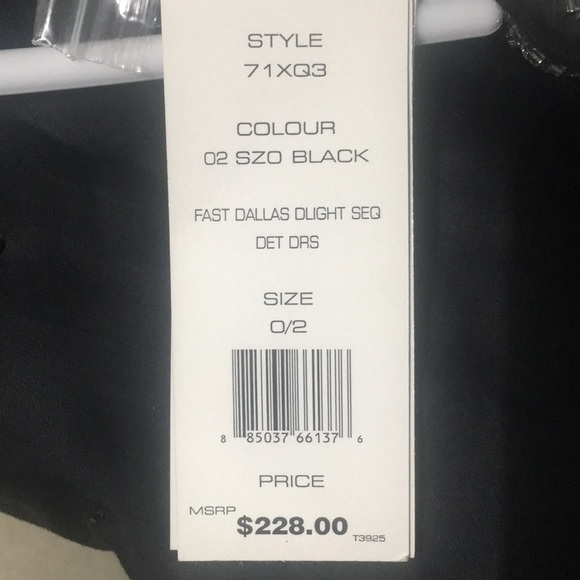 STYLE
71XQ3
COLOUR
02 SZO BLACK
FAST DALLAS DLIGHT SEQ
DET DRS
SIZE
0/2
8 85037 66137 6
PRICE
MSRP $228.00 T3925